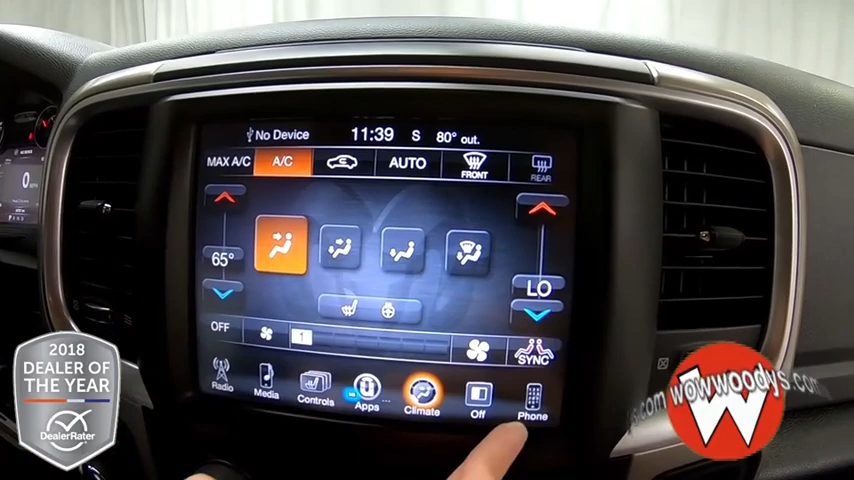 No Device 11:39 S 80° out.
MAX A/C A/C AUTO FRONT REAR
65°
LO
OFF 1 SYNC
Radio Media Controls Apps Climate Off Phone
0
2018
DEALER OF
THE YEAR
DealerRater
wowwoodys.com
W